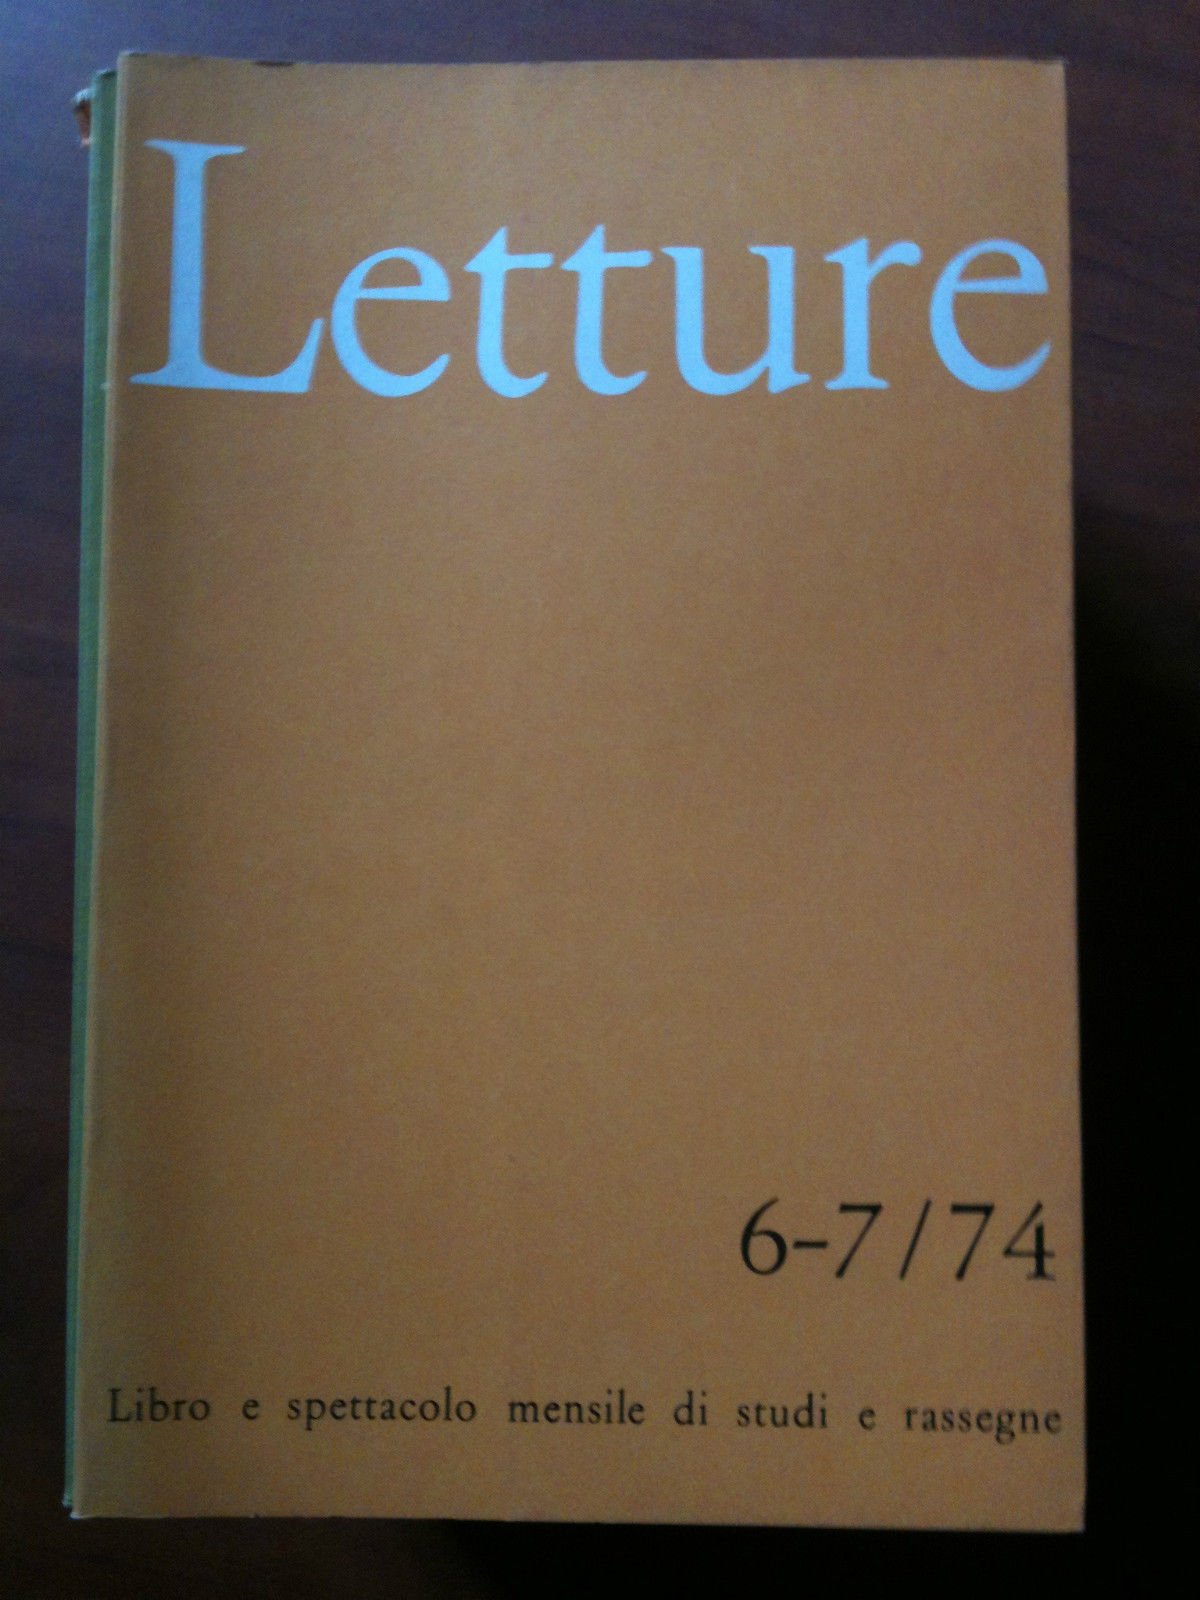 Letture
6-7/74
Libro e spettacolo mensile di studi e rassegne